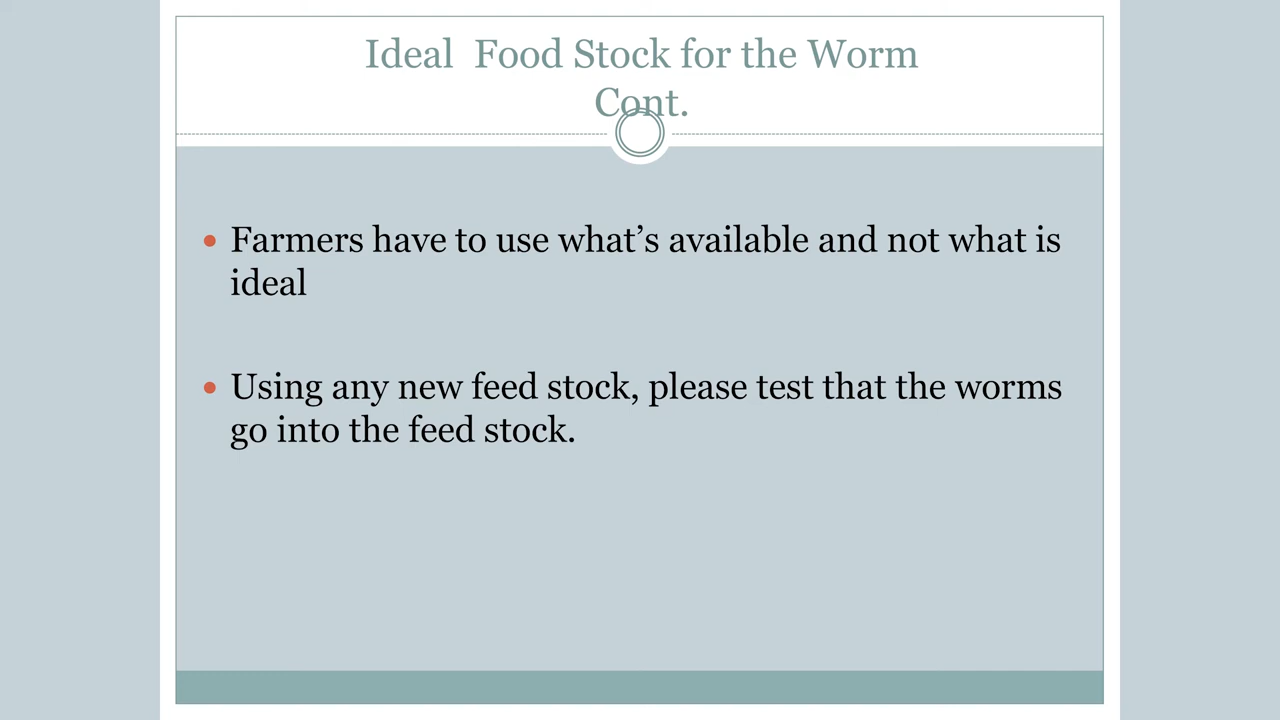 Ideal  Food Stock for the Worm
Cont.
Farmers have to use what’s available and not what is
ideal
Using any new feed stock, please test that the worms
go into the feed stock.